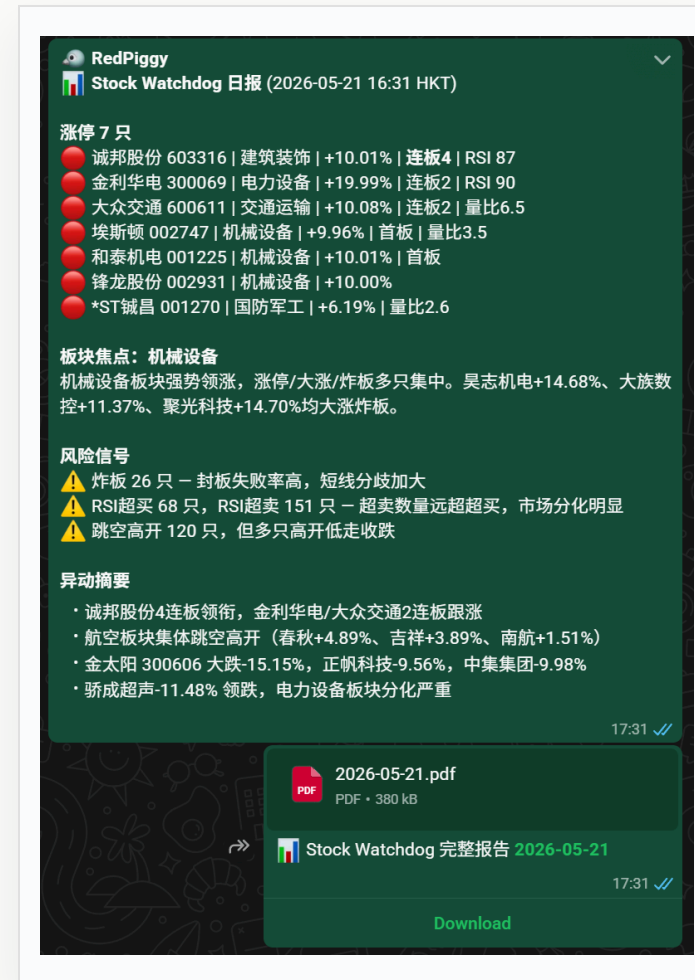 RedPiggy
Stock Watchdog 日报 (2026-05-21 16:31 HKT)
涨停 7 只
诚邦股份 603316 | 建筑装饰 | +10.01% | 连板4 | RSI 87
金利华电 300069 | 电力设备 | +19.99% | 连板2 | RSI 90
大众交通 600611 | 交通运输 | +10.08% | 连板2 | 量比6.5
埃斯顿 002747 | 机械设备 | +9.96% | 首板 | 量比3.5
和泰机电 001225 | 机械设备 | +10.01% | 首板
锋龙股份 002931 | 机械设备 | +10.00%
*ST铖昌 001270 | 国防军工 | +6.19% | 量比2.6
板块焦点：机械设备
机械设备板块强势领涨，涨停/大涨/炸板多只集中。昊志机电+14.68%、大族数
控+11.37%、聚光科技+14.70%均大涨炸板。
风险信号
⚠️ 炸板 26 只 — 封板失败率高，短线分歧加大
⚠️ RSI超买 68 只，RSI超卖 151 只 — 超卖数量远超超买，市场分化明显
⚠️ 跳空高开 120 只，但多只高开低走收跌
异动摘要
· 诚邦股份4连板领衔，金利华电/大众交通2连板跟涨
· 航空板块集体跳空高开（春秋+4.89%、吉祥+3.89%、南航+1.51%）
· 金太阳 300606 大跌-15.15%，正帆科技-9.56%，中集集团-9.98%
· 骄成超声-11.48% 领跌，电力设备板块分化严重
17:31
2026-05-21.pdf
PDF
PDF • 380 kB
Stock Watchdog 完整报告 2026-05-21
17:31
Download